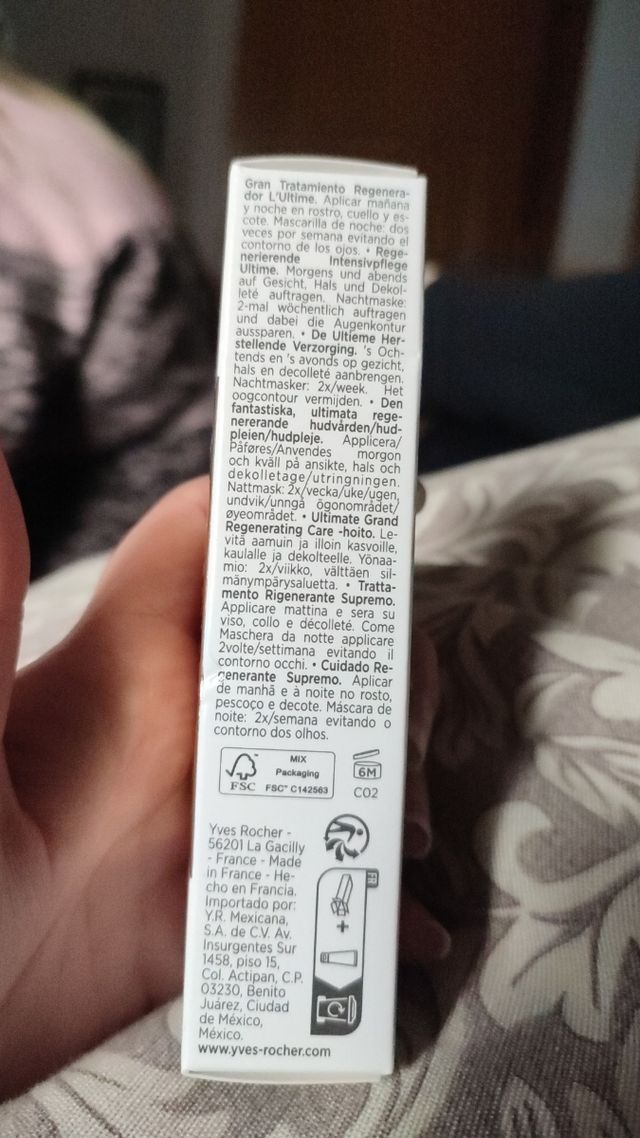 Gran Tratamiento Regenera-
dor L'Ultime. Aplicar mañana
y noche en rostro, cuello y es-
cote. Mascarilla de noche: dos
veces por semana evitando el
contorno de los ojos. • Rege-
nerierende Intensivpflege
Ultime. Morgens und abends
auf Gesicht, Hals und Dekol-
leté auftragen. Nachtmaske:
2-mal wöchentlich auftragen
und dabei die Augenkontur
aussparen. • De Ultieme Her-
stellende Verzorging. 's Och-
tends en 's avonds op gezicht,
hals en decolleté aanbrengen.
Nachtmasker: 2x/week. Het
oogcontour vermijden. • Den
fantastiska, ultimata rege-
nererande hudvården/hud-
pleien/hudpleje. Applicera/
Påføres/Anvendes morgon
och kväll på ansikte, hals och
dekolletage/utringningen.
Nattmask: 2x/vecka/uke/ugen,
undvik/unngå ögonområdet/
øyeområdet. • Ultimate Grand
Regenerating Care -hoito. Le-
vitä aamuin ja illoin kasvoille,
kaulalle ja dekolteelle. Yönaa-
mio: 2x/viikko, välttäen sil-
mänympärysaluetta. • Tratta-
mento Rigenerante Supremo.
Applicare mattina e sera su
viso, collo e décolleté. Come
Maschera da notte applicare
2volte/settimana evitando il
contorno occhi. • Cuidado Re-
generante Supremo. Aplicar
de manhã e à noite no rosto,
pescoço e decote. Máscara de
noite: 2x/semana evitando o
contorno dos olhos.
FSC
MIX
Packaging
FSC™ C142563
6M
C02
Yves Rocher -
56201 La Gacilly
- France - Made
in France - He-
cho en Francia.
Importado por:
Y.R. Mexicana,
S.A. de C.V. Av.
Insurgentes Sur
1458, piso 15,
Col. Actipan, C.P.
03230, Benito
Juárez, Ciudad
de México,
México.
www.yves-rocher.com
FR
+